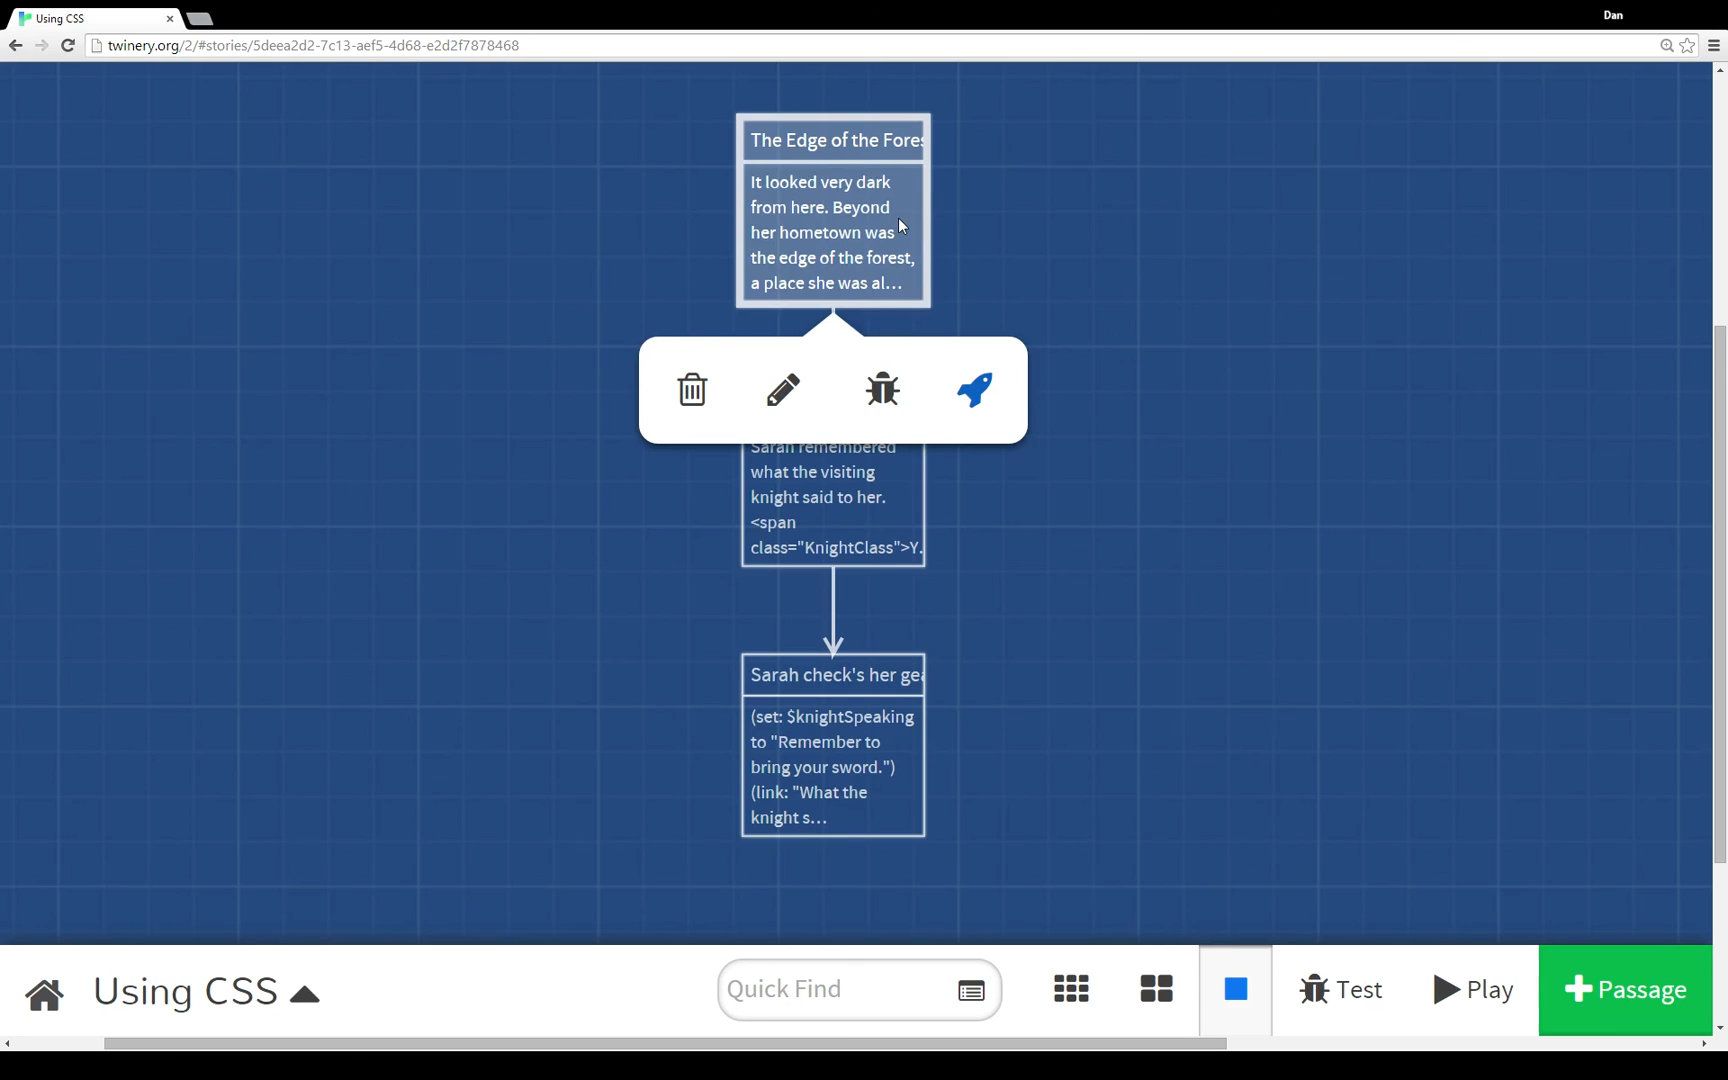 Using CSS
Dan
twinery.org/2/#stories/5deea2d2-7c13-aef5-4d68-e2d2f7878468
The Edge of the Fores
It looked very dark
from here. Beyond
her hometown was
the edge of the forest,
a place she was al...
Sarah remembered
what the visiting
knight said to her.
<span
class="KnightClass">Y.
Sarah check's her gea
(set: $knightSpeaking
to "Remember to
bring your sword.")
(link: "What the
knight s...
Using CSS
Quick Find
Test
Play
Passage